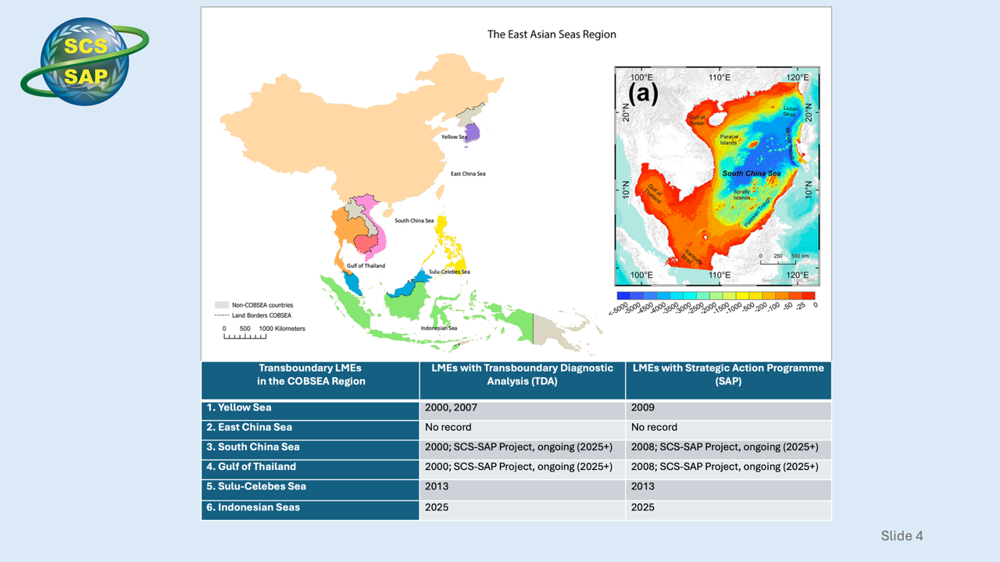 SCS
SAP
The East Asian Seas Region
Yellow Sea
East China Sea
South China Sea
Gulf of Thailand
Sulu-Celebes Sea
Indonesian Sea
Non-COBSEA countries
Land Borders COBSEA
0 500 1000 Kilometers
100°E 110°E 120°E
(a)
20°N 20°N
Gulf of
Tonkin
Luzon
Strait
Paracel
Islands
South China Sea
10°N 10°N
Gulf of
Thailand
Spratly
Islands
Palawan Trough
Karimata
Strait
0 250 500 km
100°E 110°E 120°E
<-5000 -5000 -4500 -4000 -3500 -3000 -2500 -2000 -1500 -1000 -500 -200 -100 -50 -25 0
Transboundary LMEs
in the COBSEA Region
LMEs with Transboundary Diagnostic
Analysis (TDA)
LMEs with Strategic Action Programme
(SAP)
1. Yellow Sea 2000, 2007 2009
2. East China Sea No record No record
3. South China Sea 2000; SCS-SAP Project, ongoing (2025+) 2008; SCS-SAP Project, ongoing (2025+)
4. Gulf of Thailand 2000; SCS-SAP Project, ongoing (2025+) 2008; SCS-SAP Project, ongoing (2025+)
5. Sulu-Celebes Sea 2013 2013
6. Indonesian Seas 2025 2025
Slide 4